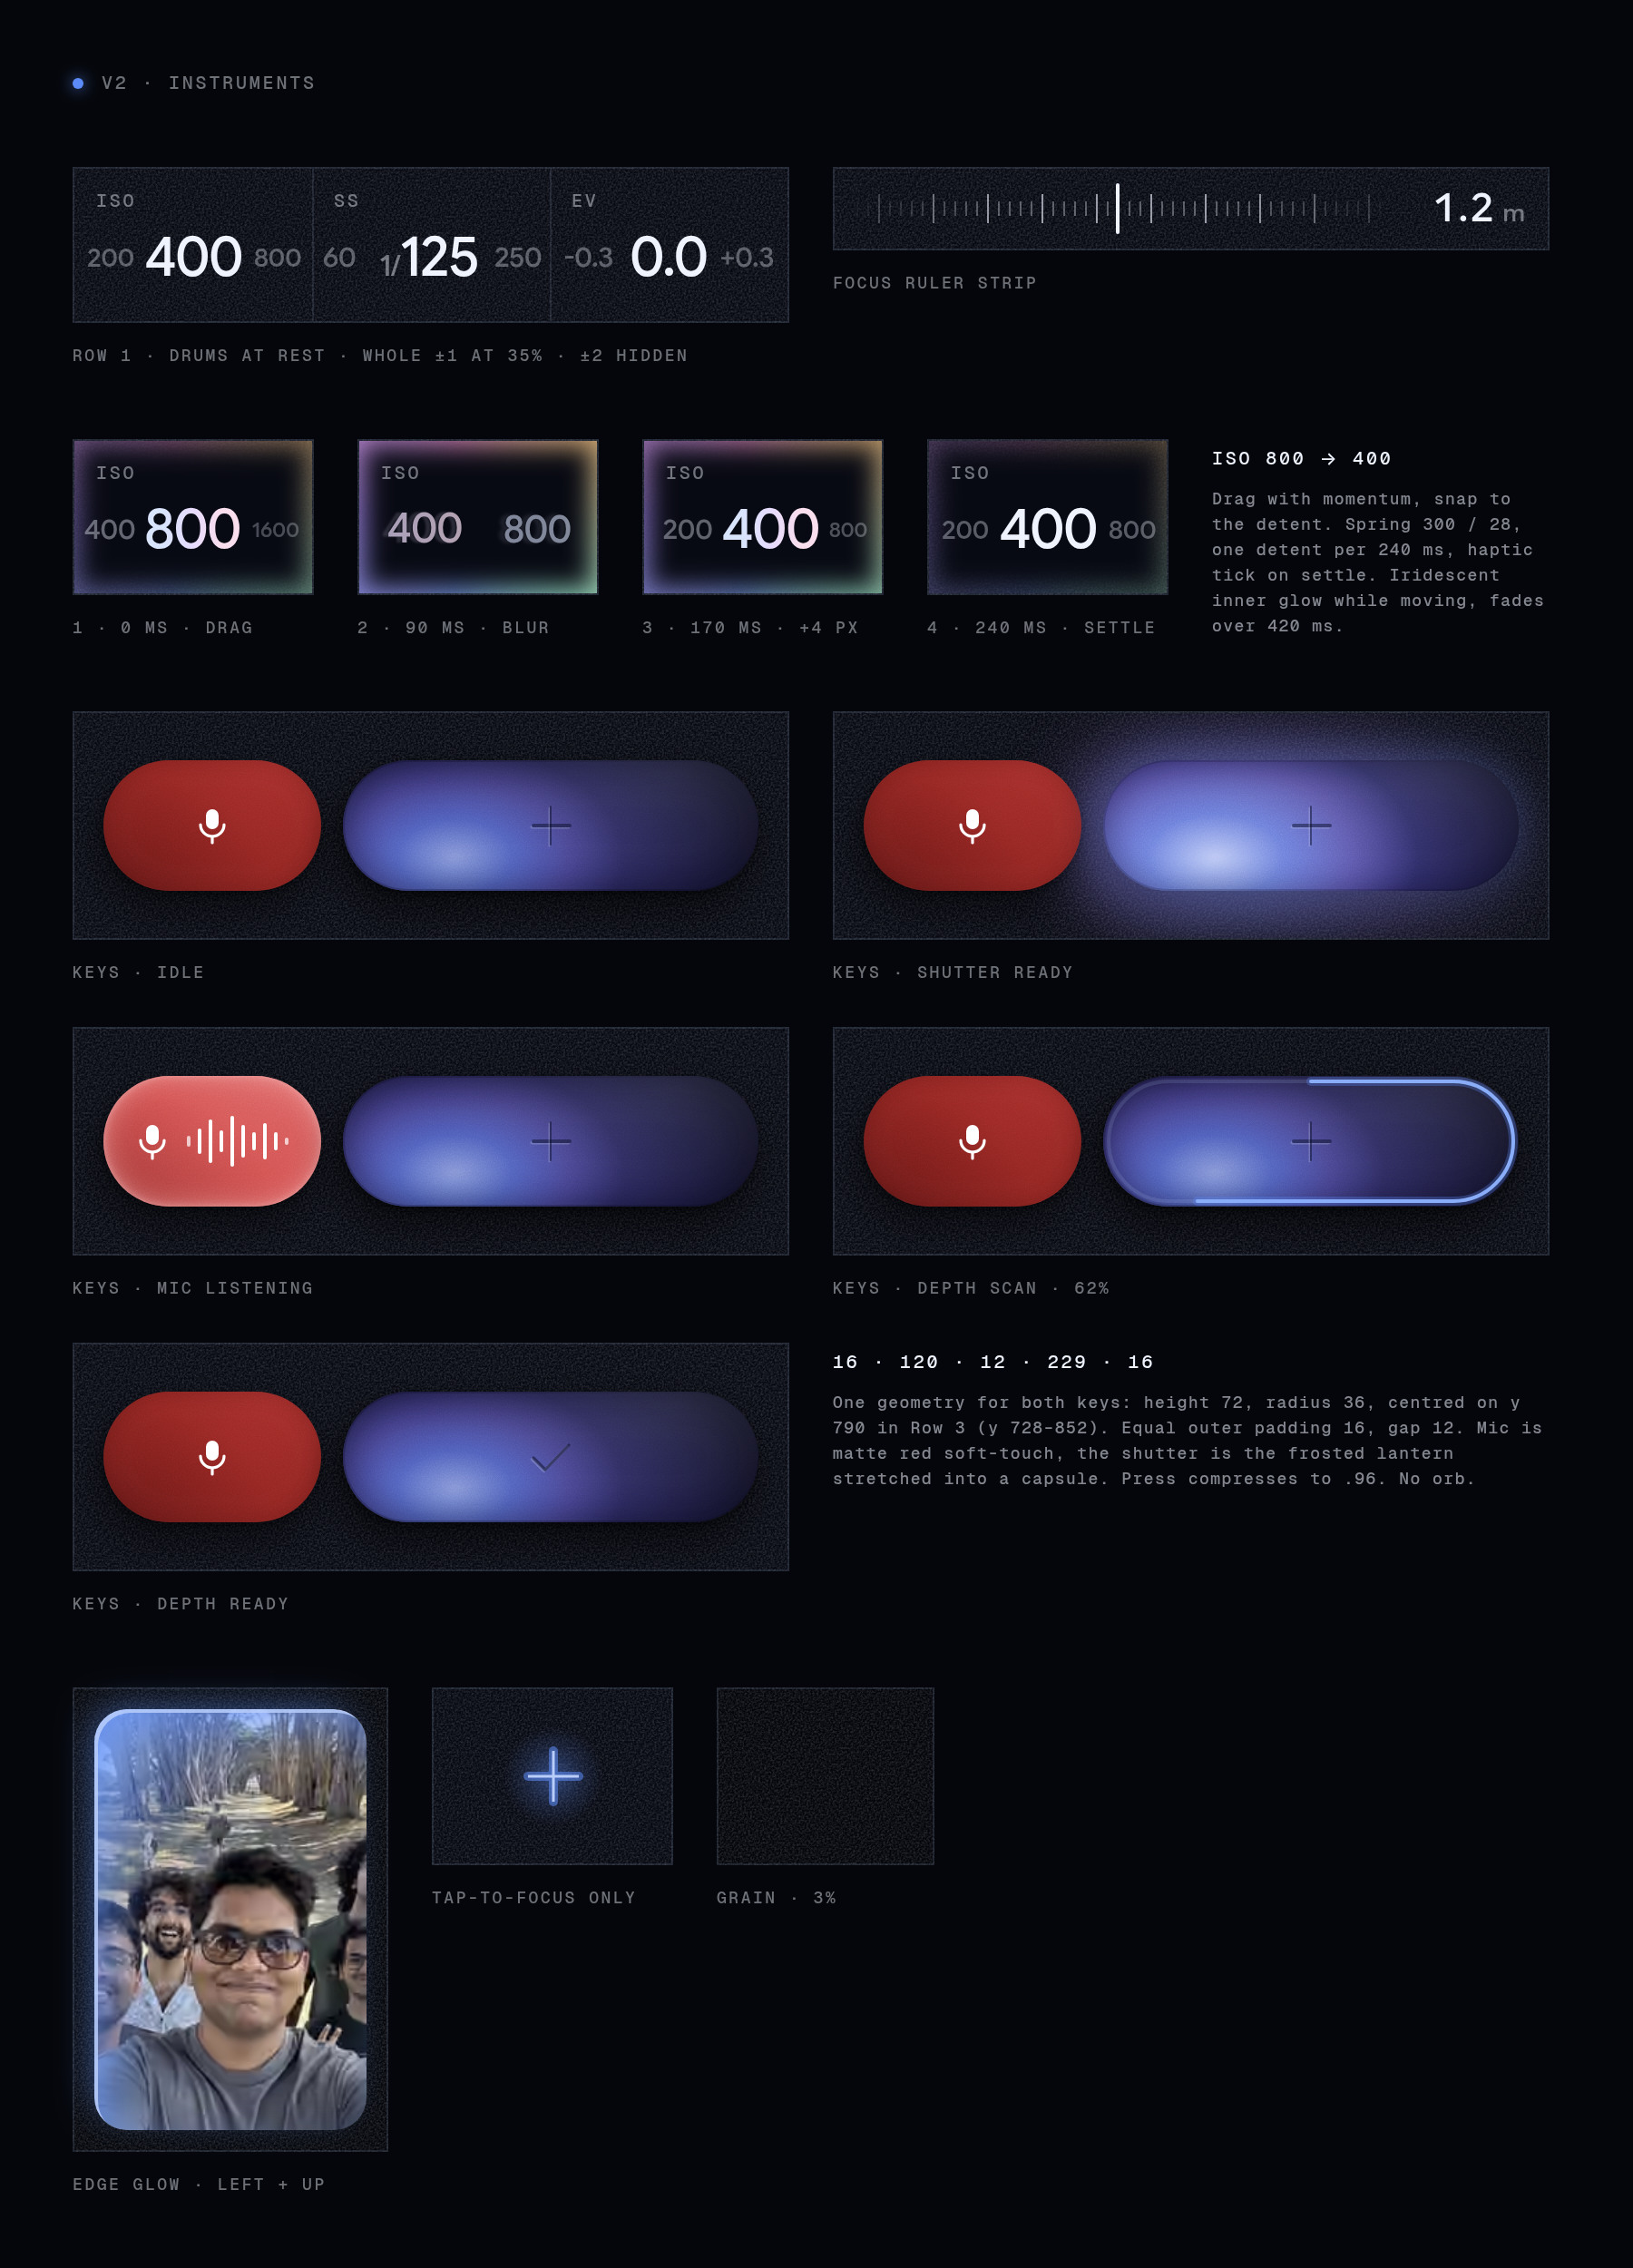 V2 · INSTRUMENTS
ISO SS EV
200 400 800 60 1/125 250 -0.3 0.0 +0.3
1.2 m
FOCUS RULER STRIP
ROW 1 · DRUMS AT REST · WHOLE ±1 AT 35% · ±2 HIDDEN
ISO
400 800 1600
1 · 0 MS · DRAG
ISO
400 800
2 · 90 MS · BLUR
ISO
200 400 800
3 · 170 MS · +4 PX
ISO
200 400 800
4 · 240 MS · SETTLE
ISO 800 → 400
Drag with momentum, snap to
the detent. Spring 300 / 28,
one detent per 240 ms, haptic
tick on settle. Iridescent
inner glow while moving, fades
over 420 ms.
KEYS · IDLE
KEYS · SHUTTER READY
KEYS · MIC LISTENING
KEYS · DEPTH SCAN · 62%
KEYS · DEPTH READY
16 · 120 · 12 · 229 · 16
One geometry for both keys: height 72, radius 36, centred on y
790 in Row 3 (y 728–852). Equal outer padding 16, gap 12. Mic is
matte red soft-touch, the shutter is the frosted lantern
stretched into a capsule. Press compresses to .96. No orb.
EDGE GLOW · LEFT + UP
TAP-TO-FOCUS ONLY
GRAIN · 3%